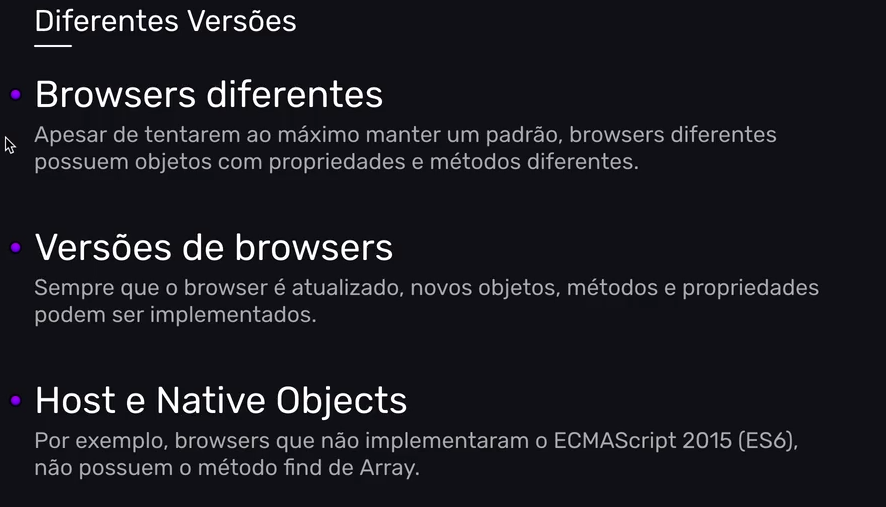 Diferentes Versões
Browsers diferentes
Apesar de tentarem ao máximo manter um padrão, browsers diferentes
possuem objetos com propriedades e métodos diferentes.
Versões de browsers
Sempre que o browser é atualizado, novos objetos, métodos e propriedades
podem ser implementados.
Host e Native Objects
Por exemplo, browsers que não implementaram o ECMAScript 2015 (ES6),
não possuem o método find de Array.